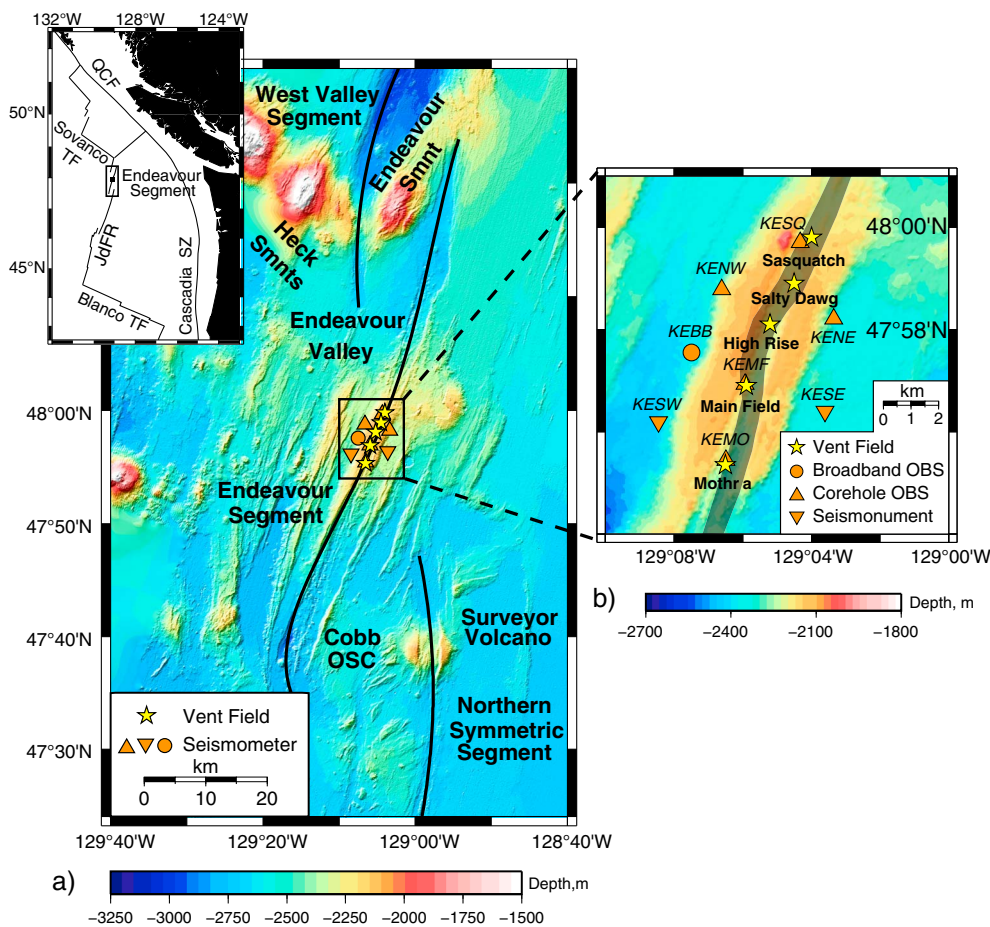 132°W 128°W 124°W
50°N
45°N
QCF
Sovanco
TF
Endeavour
Segment
JdFR
Cascadia SZ
Blanco TF
West Valley
Segment
Endeavour
Smnt
Heck
Smnts
Endeavour
Valley
Endeavour
Segment
Cobb
OSC
Surveyor
Volcano
Northern
Symmetric
Segment
48°00'N
47°50'N
47°40'N
47°30'N
129°40'W 129°20'W 129°00'W 128°40'W
Vent Field
Seismometer
km
0 10 20
a)
Depth,m
−3250 −3000 −2750 −2500 −2250 −2000 −1750 −1500
KESQ
Sasquatch
KENW
Salty Dawg
KENE
KEBB
High Rise
KEMF
Main Field
KESW
KESE
KEMO
Mothr a
48°00'N
47°58'N
km
0 1 2
Vent Field
Broadband OBS
Corehole OBS
Seismonument
129°08'W 129°04'W 129°00'W
b)
Depth, m
−2700 −2400 −2100 −1800